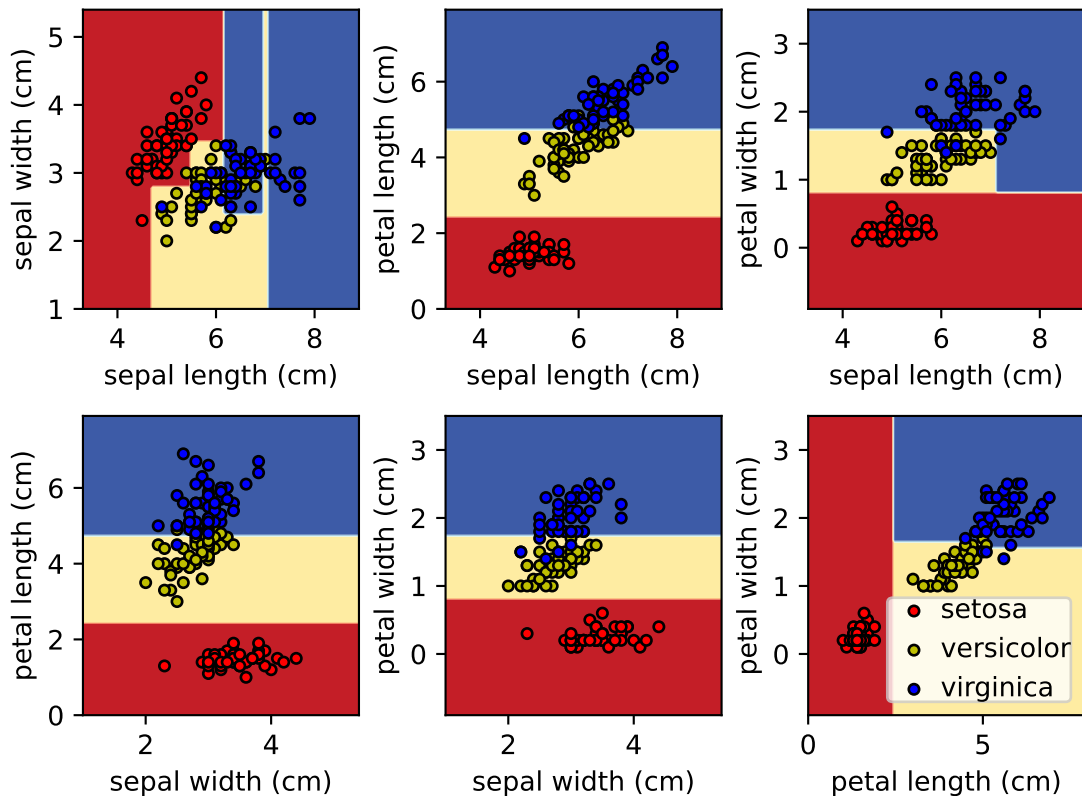 5
4
3
2
1
sepal width (cm)
4
6
8
sepal length (cm)
6
4
2
0
petal length (cm)
4
6
8
sepal length (cm)
3
2
1
0
petal width (cm)
4
6
8
sepal length (cm)
6
4
2
0
petal length (cm)
2
4
sepal width (cm)
3
2
1
0
petal width (cm)
2
4
sepal width (cm)
3
2
1
0
petal width (cm)
setosa
versicolor
virginica
0
5
petal length (cm)